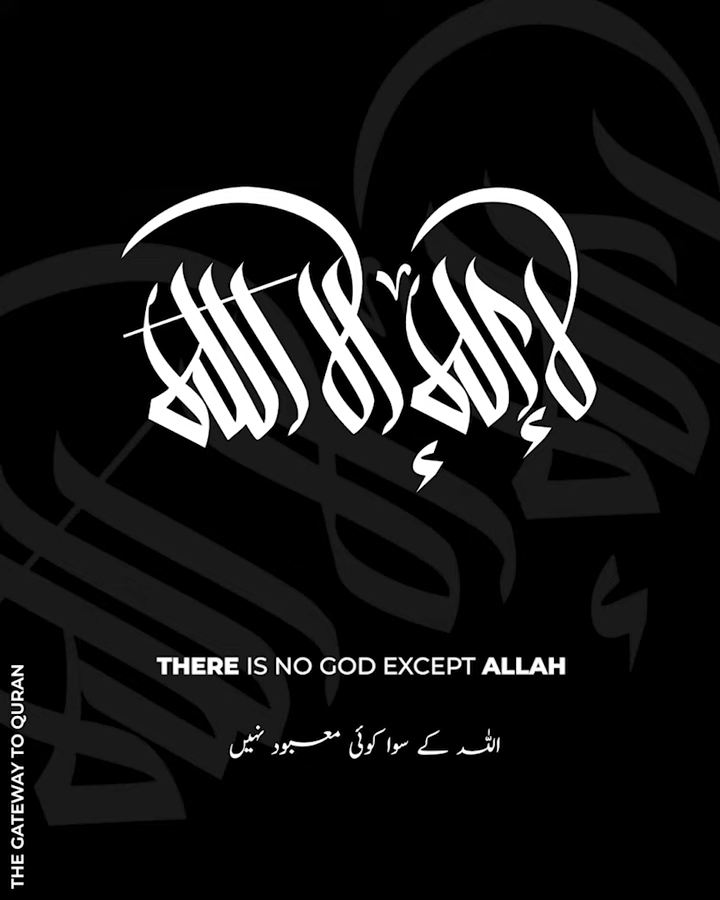 لا إله إلا الله
THERE IS NO GOD EXCEPT ALLAH
اللہ کے سوا کوئی معبود نہیں
THE GATEWAY TO QURAN